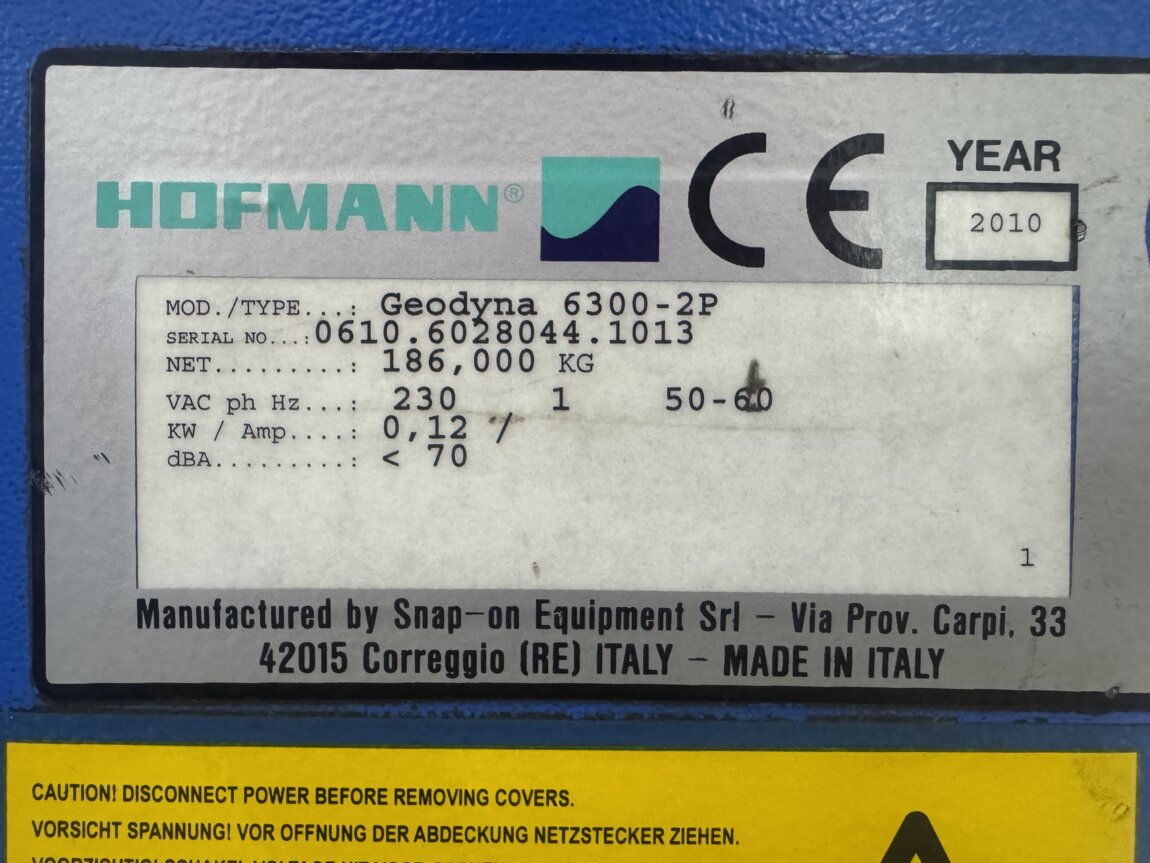 HOFMANN®
CE
YEAR
2010
MOD./TYPE...: Geodyna 6300-2P
SERIAL NO...:0610.6028044.1013
NET.........: 186,000 KG
VAC ph Hz...: 230 1 50-60
KW / Amp....: 0,12 /
dBA.........: < 70
1
Manufactured by Snap-on Equipment Srl - Via Prov. Carpi, 33
42015 Correggio (RE) ITALY - MADE IN ITALY
CAUTION! DISCONNECT POWER BEFORE REMOVING COVERS.
VORSICHT SPANNUNG! VOR OFFNUNG DER ABDECKUNG NETZSTECKER ZIEHEN.